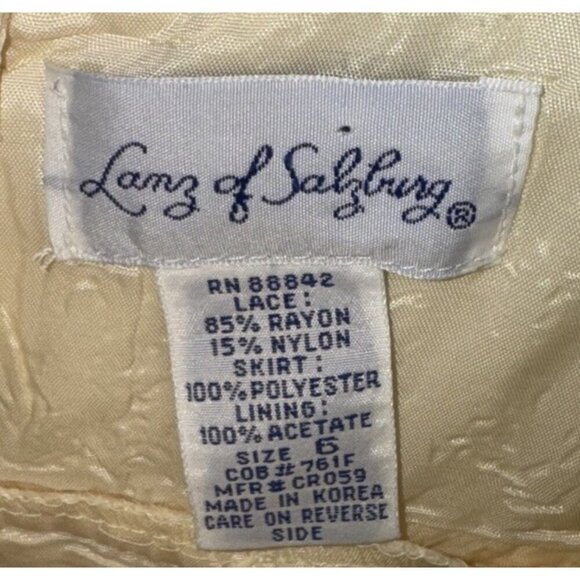 Lanz of Salzburg®
RN 88842
LACE:
85% RAYON
15% NYLON
SKIRT:
100% POLYESTER
LINING:
100% ACETATE
SIZE 6
COB# 761F
MFR# CR059
MADE IN KOREA
CARE ON REVERSE
SIDE